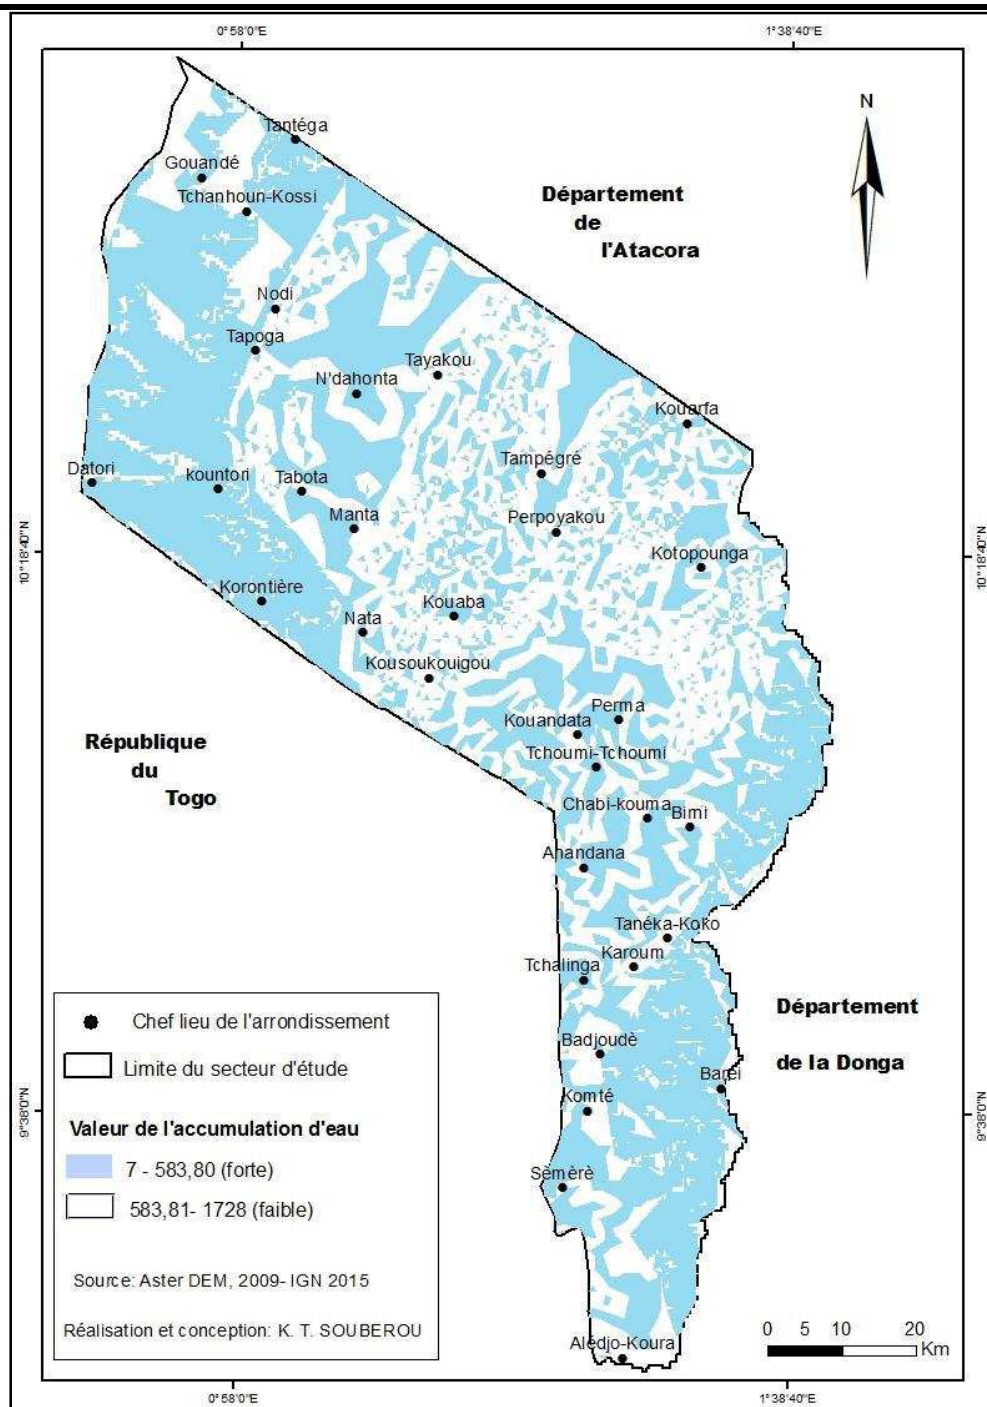 0°58'0"E
1°38'40"E
N
Tantéga
Gouandé
Tchanhoun-Kossi
Département
de
l'Atacora
Nodi
Tapoga
Tayakou
N'dahonta
Kouarfa
Datori
kountori
Tabota
Tampégré
Manta
Perpoyakou
10°18'40"N
10°18'40"N
Kotopounga
Korontière
Kouaba
Nata
Kousoukouigou
Perma
Kouandata
République
du
Togo
Tchoumi-Tchoumi
Chabi-kouma
Birni
Anandana
Tanéka-Koko
Karoum
Tchalinga
Département
de la Donga
Badjoudè
Barei
Komté
9°38'0"N
9°38'0"N
Sèmèrè
Alédjo-Koura
Chef lieu de l'arrondissement
Limite du secteur d'étude
Valeur de l'accumulation d'eau
7 - 583,80 (forte)
583,81- 1728 (faible)
Source: Aster DEM, 2009- IGN 2015
Réalisation et conception: K. T. SOUBEROU
0 5 10 20
Km
0°58'0"E
1°38'40"E